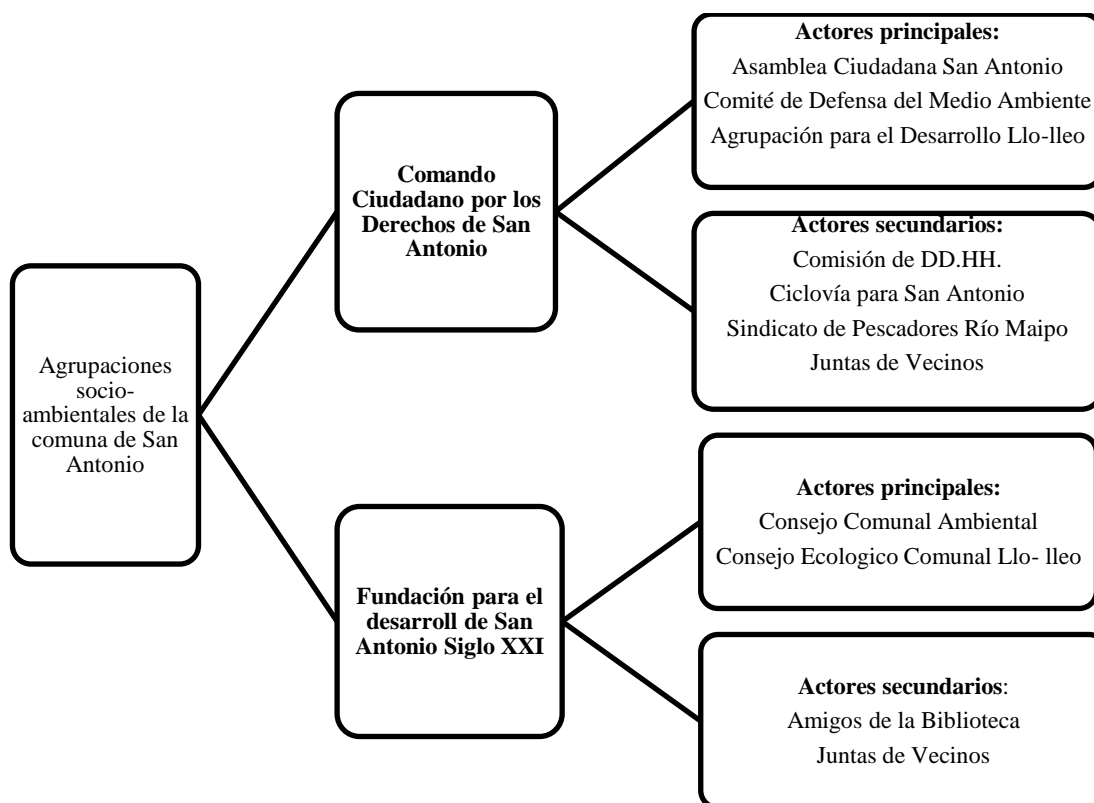 Agrupaciones
socio-
ambientales de la
comuna de San
Antonio
Comando
Ciudadano por los
Derechos de San
Antonio
Actores principales:
Asamblea Ciudadana San Antonio
Comité de Defensa del Medio Ambiente
Agrupación para el Desarrollo Llo-lleo
Actores secundarios:
Comisión de DD.HH.
Ciclovía para San Antonio
Sindicato de Pescadores Río Maipo
Juntas de Vecinos
Fundación para el
desarroll de San
Antonio Siglo XXI
Actores principales:
Consejo Comunal Ambiental
Consejo Ecologico Comunal Llo- lleo
Actores secundarios:
Amigos de la Biblioteca
Juntas de Vecinos